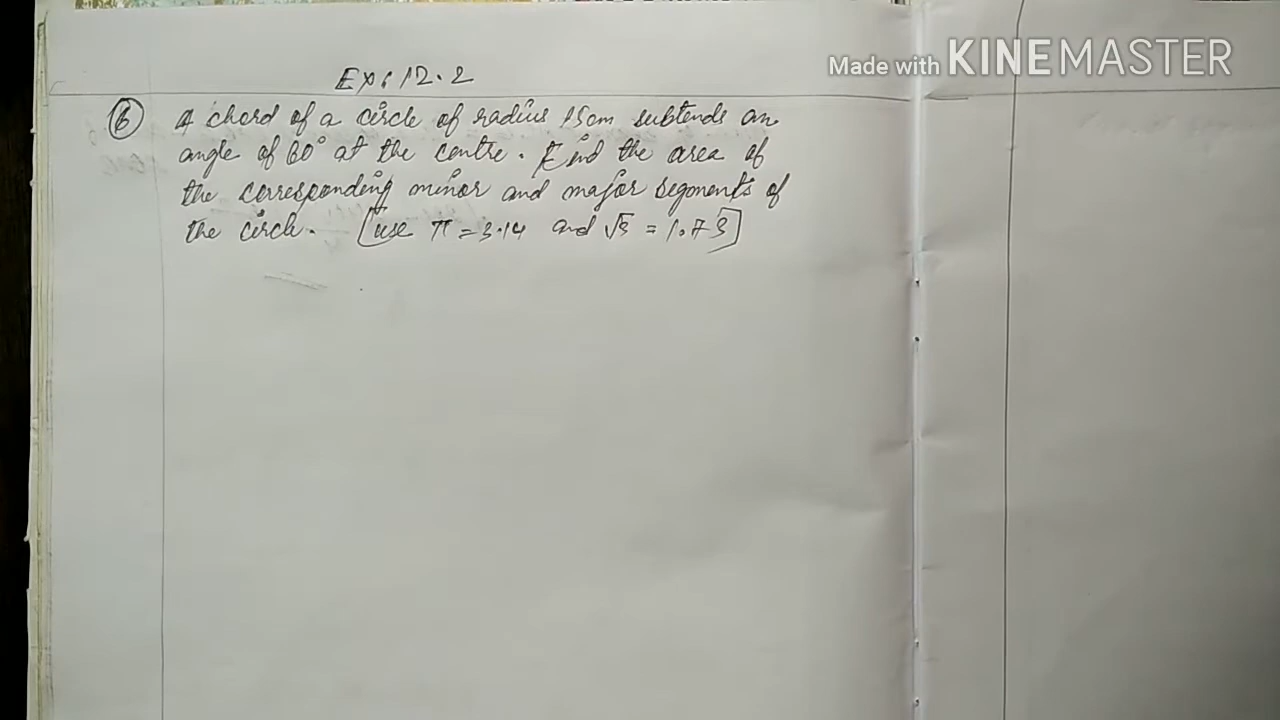 Made with KINEMASTER
Ex: 12.2
6 A chord of a circle of radius 15cm subtends an
angle of 60° at the centre. Find the area of
the corresponding minor and major segments of
the circle. [use π = 3.14 and √3 = 1.73]